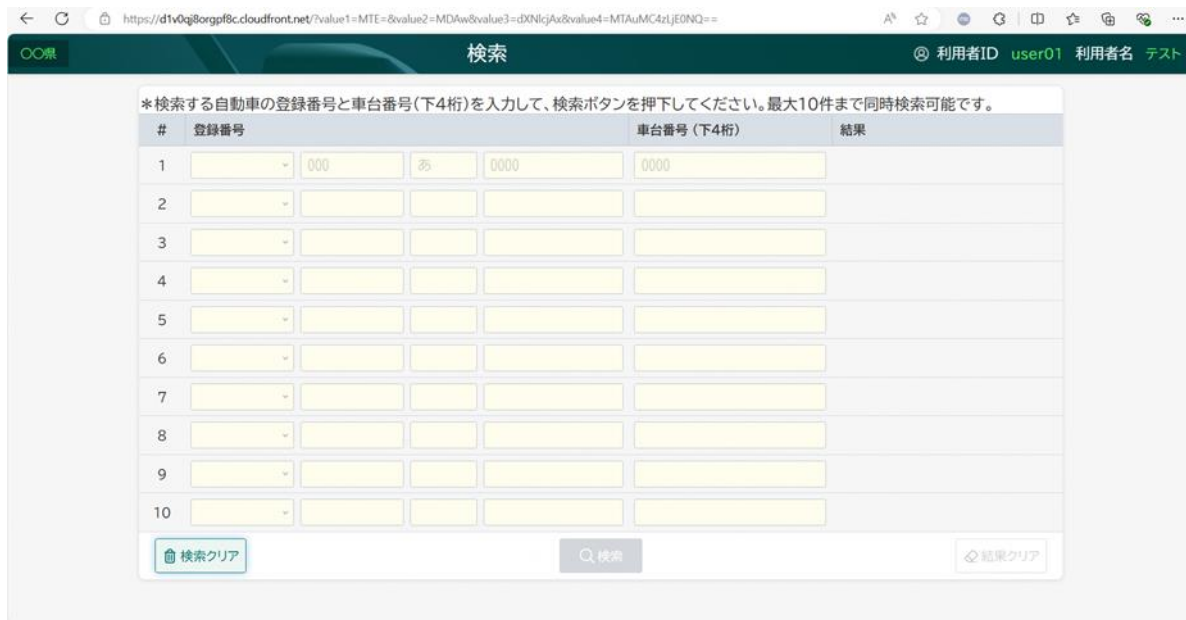 https://d1v0qj8orgpf8c.cloudfront.net/?value1=MTE=&value2=MDAw&value3=dXNlcjAx&value4=MTAuMC4zLjE0NQ==
〇〇県 検索 利用者ID user01 利用者名 テスト
*検索する自動車の登録番号と車台番号(下4桁)を入力して、検索ボタンを押下してください。最大10件まで同時検索可能です。
# 登録番号 車台番号(下4桁) 結果
1 000 あ 0000 0000
2
3
4
5
6
7
8
9
10
検索クリア 検索 結果クリア